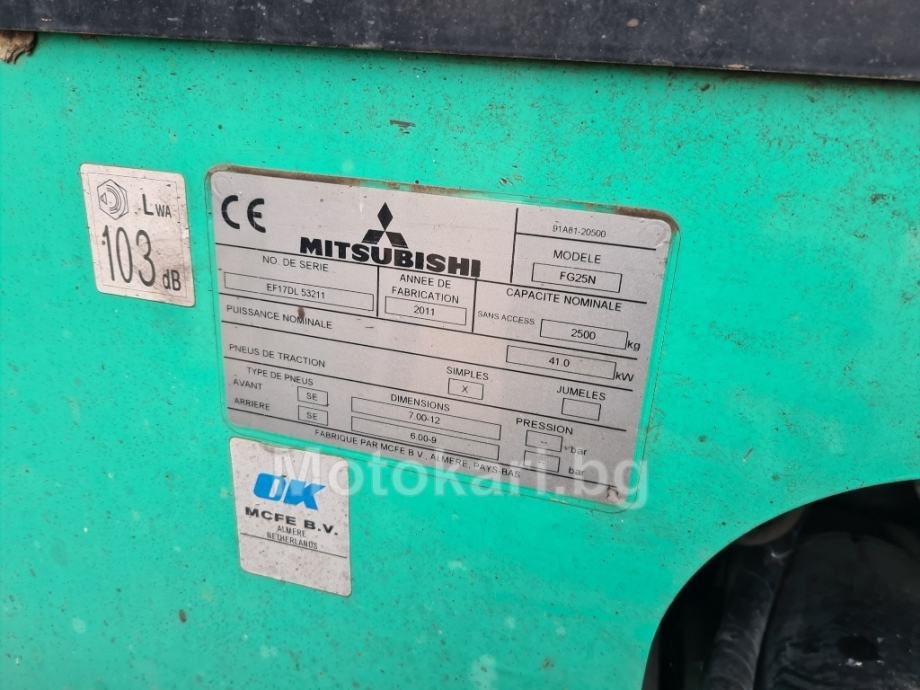 LWA
103 dB
CE
MITSUBISHI
91A81-20500
MODELE
FG25N
NO. DE SERIE
EF17DL 53211
ANNEE DE
FABRICATION
2011
CAPACITE NOMINALE
SANS ACCESS. 2500 kg
PUISSANCE NOMINALE
41.0 kW
PNEUS DE TRACTION
SIMPLES X
JUMELES
TYPE DE PNEUS
DIMENSIONS
PRESSION
AVANT SE 7.00-12 -- bar
ARRIERE SE 6.00-9 bar
FABRIQUE PAR MCFE B.V., ALMERE, PAYS-BAS
Motokari.bg
OK
MCFE B.V.
ALMERE
NETHERLANDS